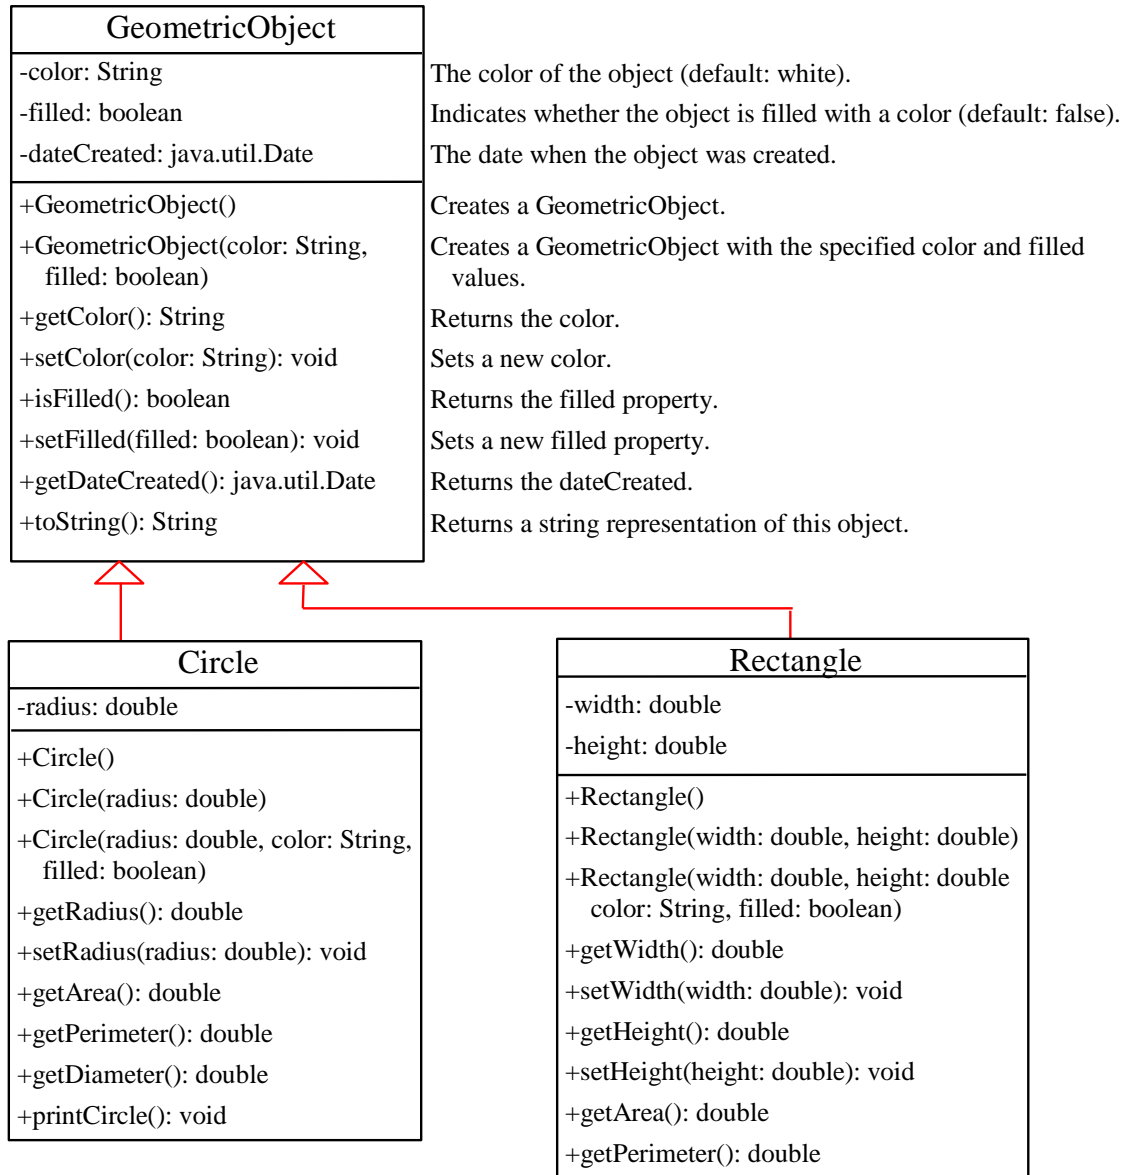 GeometricObject
-color: String
The color of the object (default: white).
-filled: boolean
Indicates whether the object is filled with a color (default: false).
-dateCreated: java.util.Date
The date when the object was created.
+GeometricObject()
Creates a GeometricObject.
+GeometricObject(color: String,
filled: boolean)
Creates a GeometricObject with the specified color and filled
values.
+getColor(): String
Returns the color.
+setColor(color: String): void
Sets a new color.
+isFilled(): boolean
Returns the filled property.
+setFilled(filled: boolean): void
Sets a new filled property.
+getDateCreated(): java.util.Date
Returns the dateCreated.
+toString(): String
Returns a string representation of this object.
Circle
-radius: double
+Circle()
+Circle(radius: double)
+Circle(radius: double, color: String,
filled: boolean)
+getRadius(): double
+setRadius(radius: double): void
+getArea(): double
+getPerimeter(): double
+getDiameter(): double
+printCircle(): void
Rectangle
-width: double
-height: double
+Rectangle()
+Rectangle(width: double, height: double)
+Rectangle(width: double, height: double
color: String, filled: boolean)
+getWidth(): double
+setWidth(width: double): void
+getHeight(): double
+setHeight(height: double): void
+getArea(): double
+getPerimeter(): double